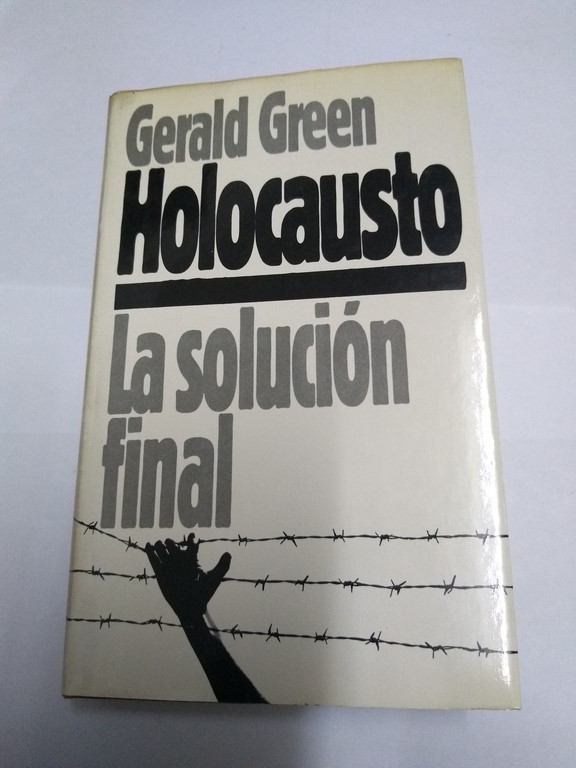 Gerald Green
Holocausto
La solución
final